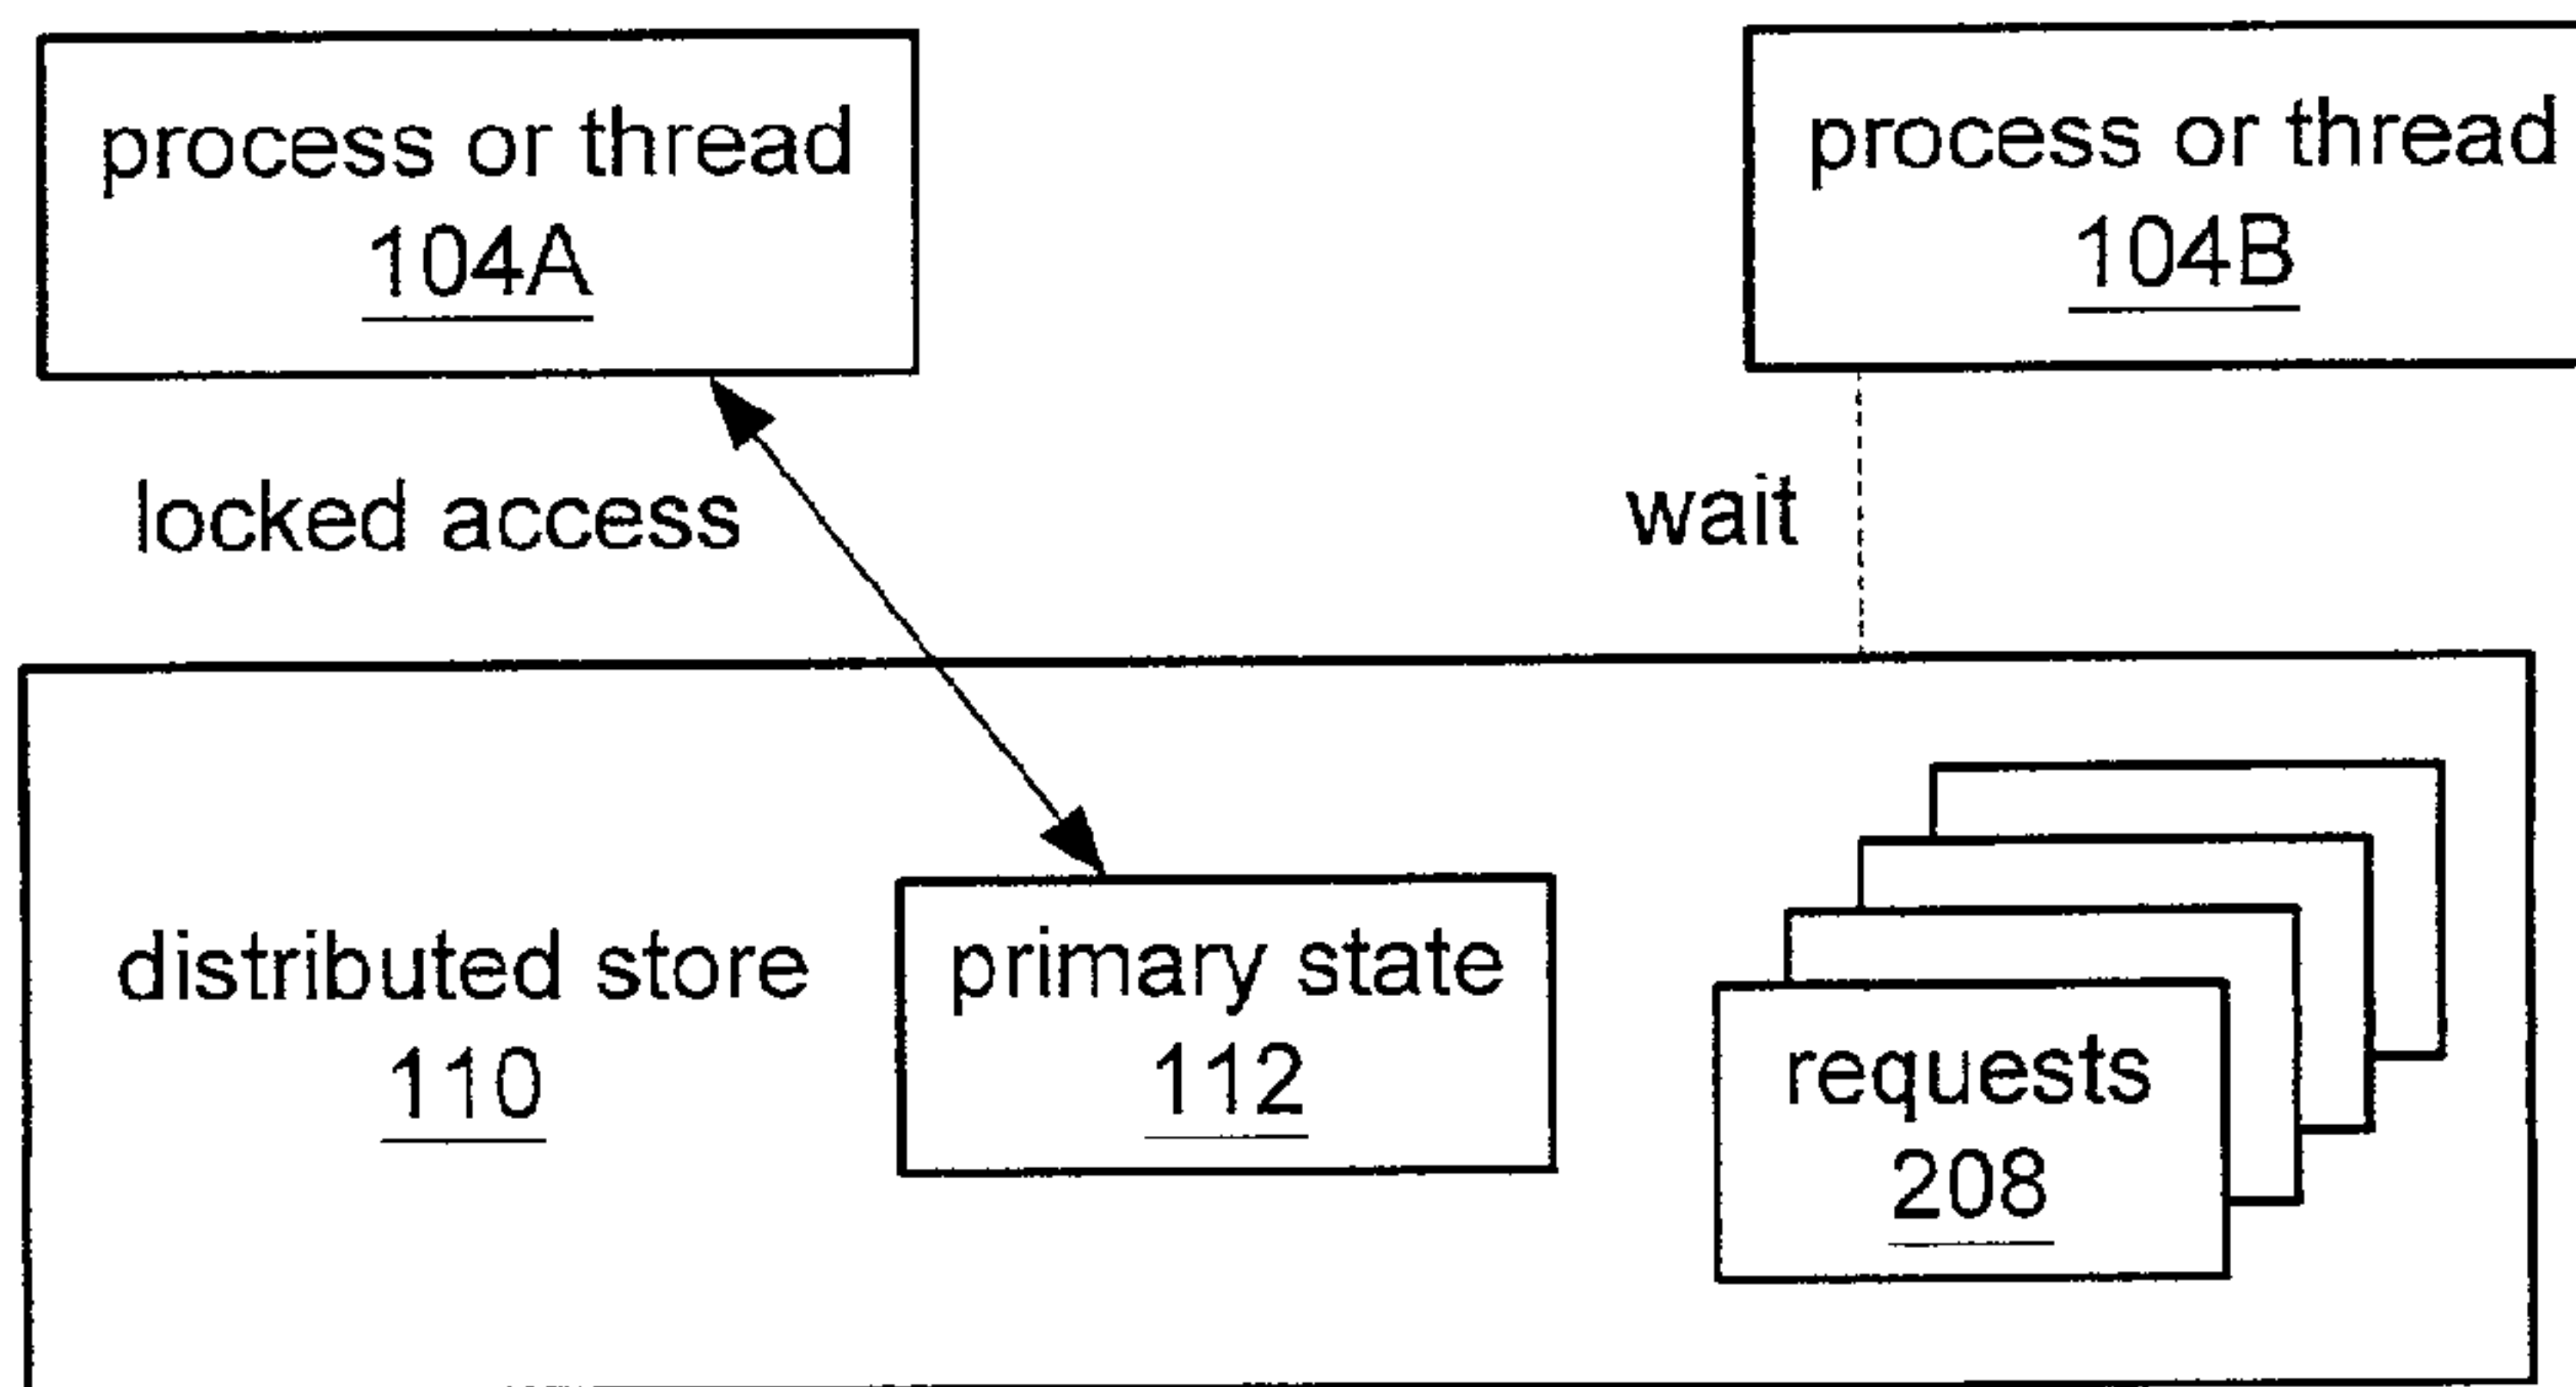 process or thread
104A
process or thread
104B
locked access
wait
distributed store
110
primary state
112
requests
208